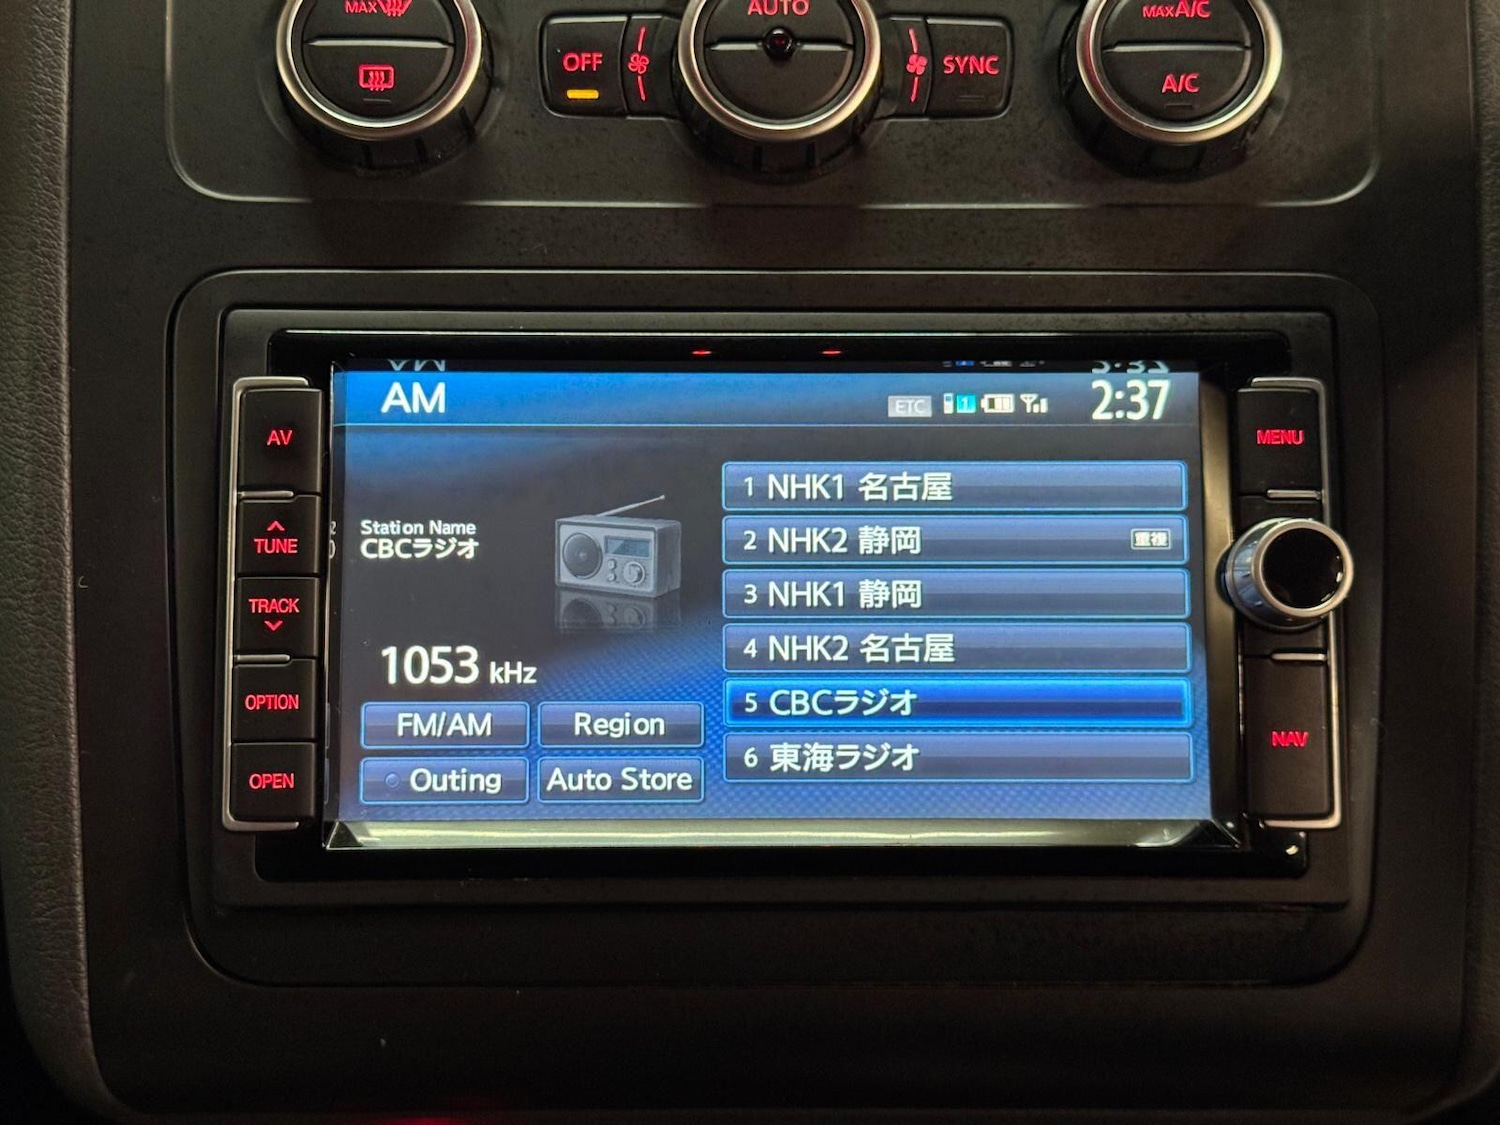 MAX
OFF
AUTO
SYNC
MAX A/C
A/C
AM
ETC
1
2:37
AV
TUNE
TRACK
OPTION
OPEN
Station Name
CBCラジオ
1053 kHz
FM/AM
Region
Outing
Auto Store
1 NHK1 名古屋
2 NHK2 静岡 重複
3 NHK1 静岡
4 NHK2 名古屋
5 CBCラジオ
6 東海ラジオ
MENU
NAV